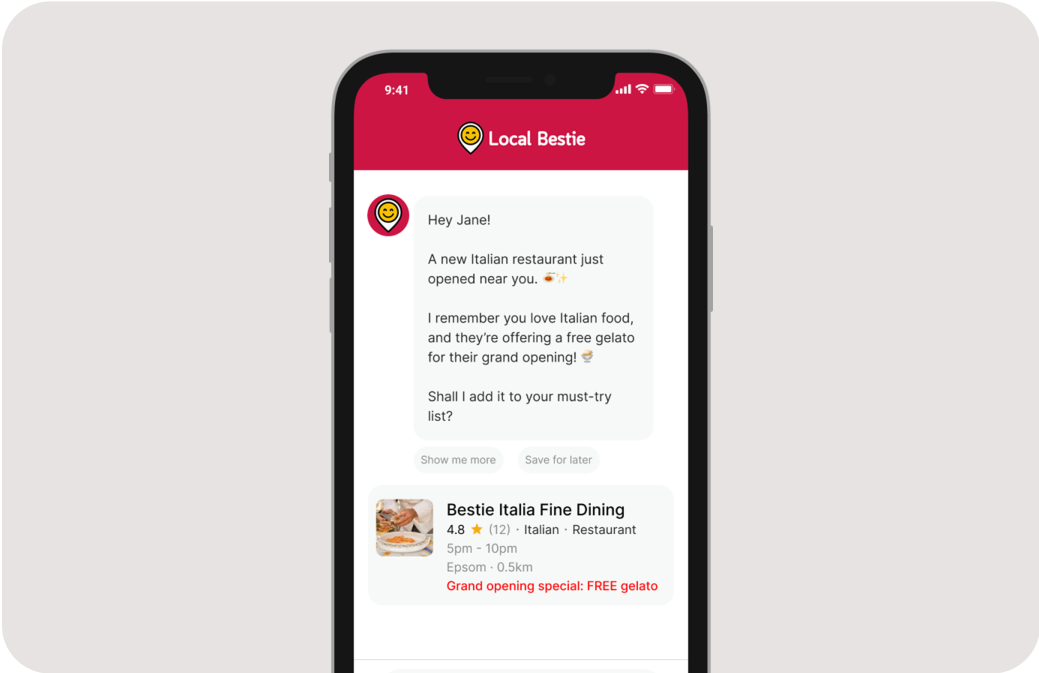 9:41
Local Bestie
Hey Jane!
A new Italian restaurant just
opened near you. 🍝✨
I remember you love Italian food,
and they’re offering a free gelato
for their grand opening! 🍨
Shall I add it to your must-try
list?
Show me more
Save for later
Bestie Italia Fine Dining
4.8 ⭐ (12) · Italian · Restaurant
5pm - 10pm
Epsom · 0.5km
Grand opening special: FREE gelato